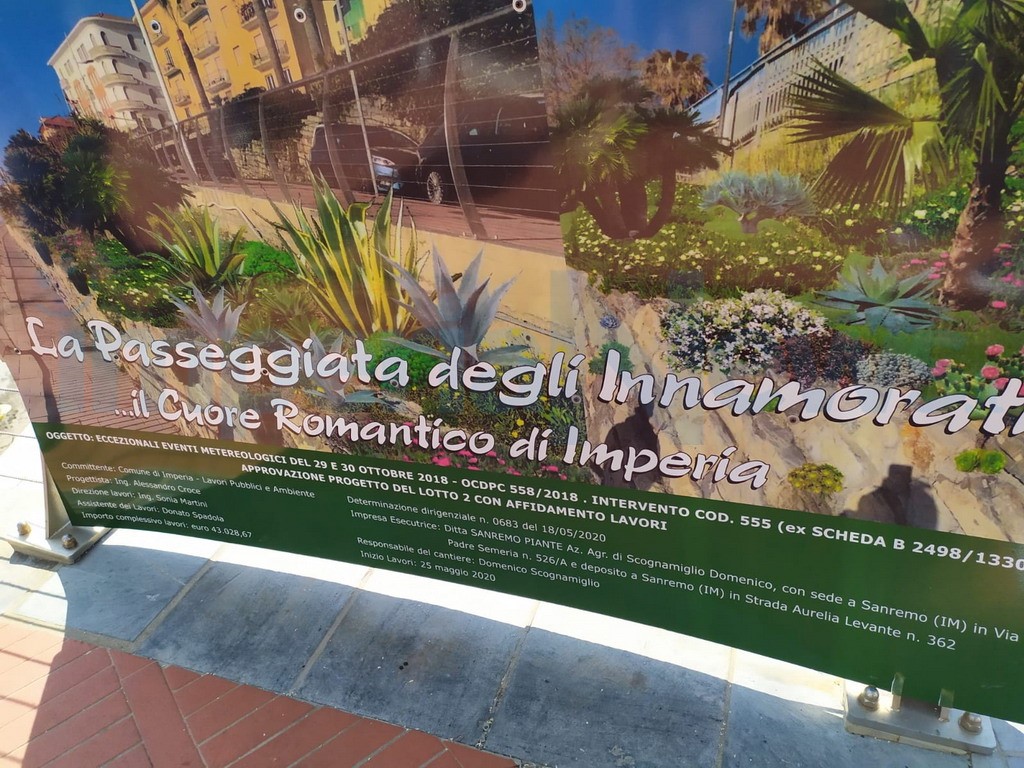 La Passeggiata degli Innamorati
...il Cuore Romantico di Imperia
OGGETTO: ECCEZIONALI EVENTI METEREOLOGICI DEL 29 E 30 OTTOBRE 2018 - OCDPC 558/2018 . INTERVENTO COD. 555 (ex SCHEDA B 2498/1330
APPROVAZIONE PROGETTO DEL LOTTO 2 CON AFFIDAMENTO LAVORI
Committente: Comune di Imperia - Lavori Pubblici e Ambiente
Progettista: Ing. Alessandro Croce
Direzione lavori: Ing. Sonia Martini
Assistente dei Lavori: Donato Spadola
Importo complessivo lavori: euro 43.028,67
Determinazione dirigenziale n. 0683 del 18/05/2020
Impresa Esecutrice: Ditta SANREMO PIANTE Az. Agr. di Scognamiglio Domenico, con sede a Sanremo (IM) in Via
Padre Semeria n. 526/A e deposito a Sanremo (IM) in Strada Aurelia Levante n. 362
Responsabile del cantiere: Domenico Scognamiglio
Inizio Lavori: 25 maggio 2020